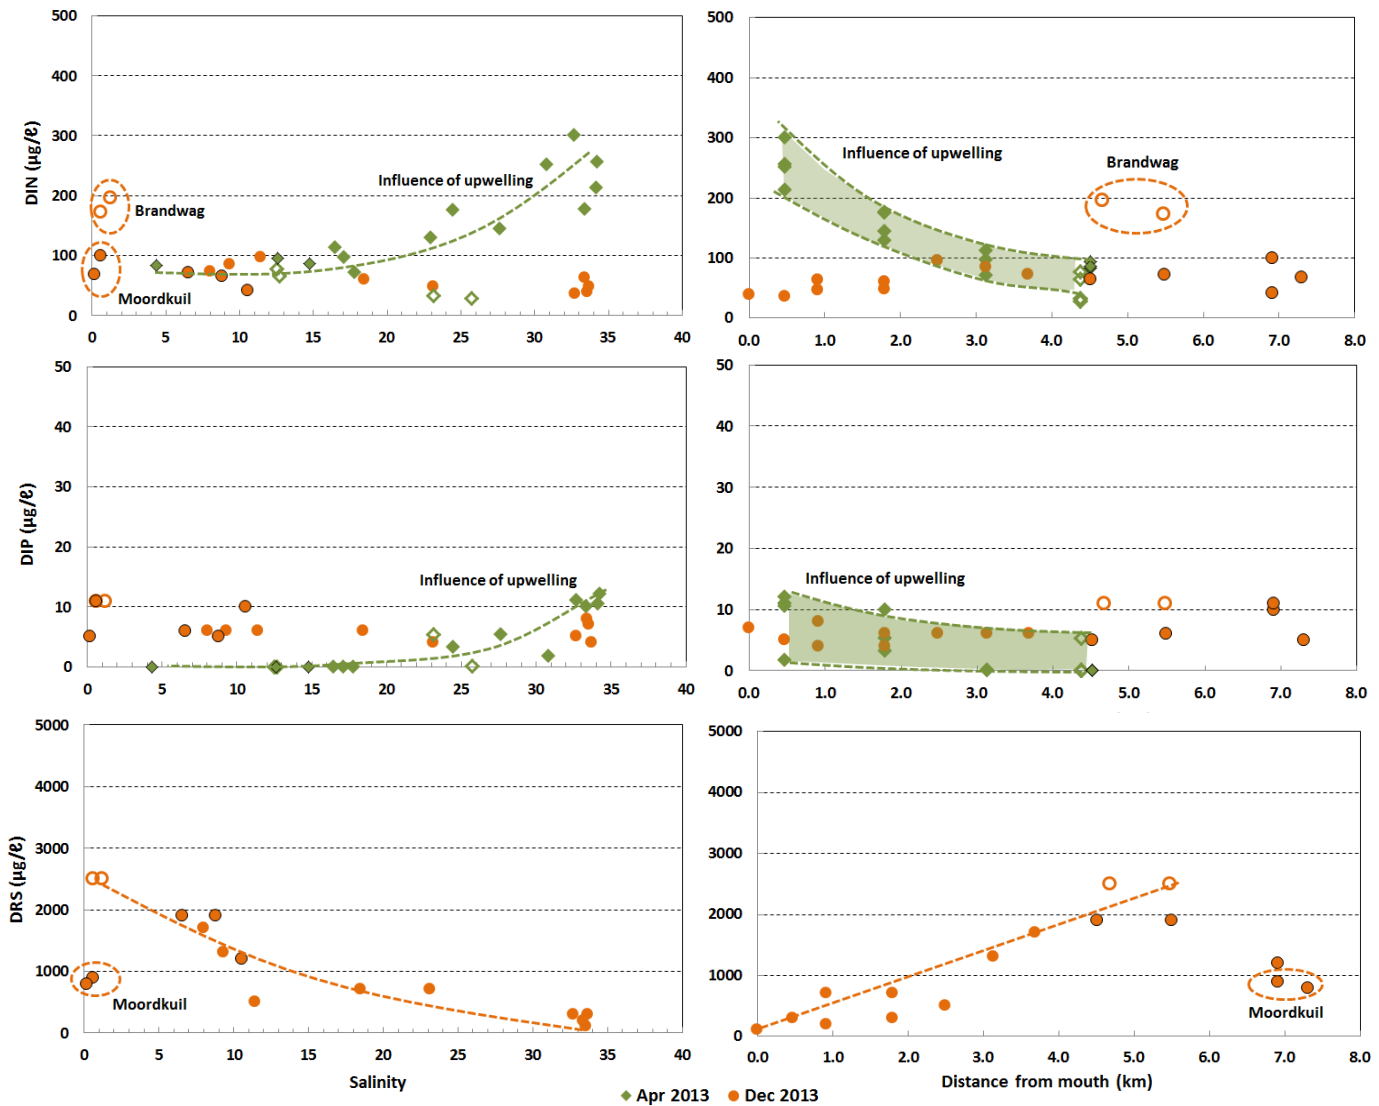 500
400
300
200
100
0
DIN (µg/ℓ)
Influence of upwelling
Brandwag
Moordkuil
0 5 10 15 20 25 30 35 40
500
400
300
200
100
0
Influence of upwelling
Brandwag
1.0 2.0 3.0 4.0 5.0 6.0 7.0 8.0
50
40
30
20
10
0
DIP (µg/ℓ)
Influence of upwelling
0 5 10 15 20 25 30 35 40
50
40
30
20
10
0
Influence of upwelling
0.0 1.0 2.0 3.0 4.0 5.0 6.0 7.0 8.0
5000
4000
3000
2000
1000
0
DRS (µg/ℓ)
Moordkuil
0 5 10 15 20 25 30 35 40
Salinity
5000
4000
3000
2000
1000
0
Moordkuil
0.0 1.0 2.0 3.0 4.0 5.0 6.0 7.0 8.0
Distance from mouth (km)
Apr 2013 Dec 2013